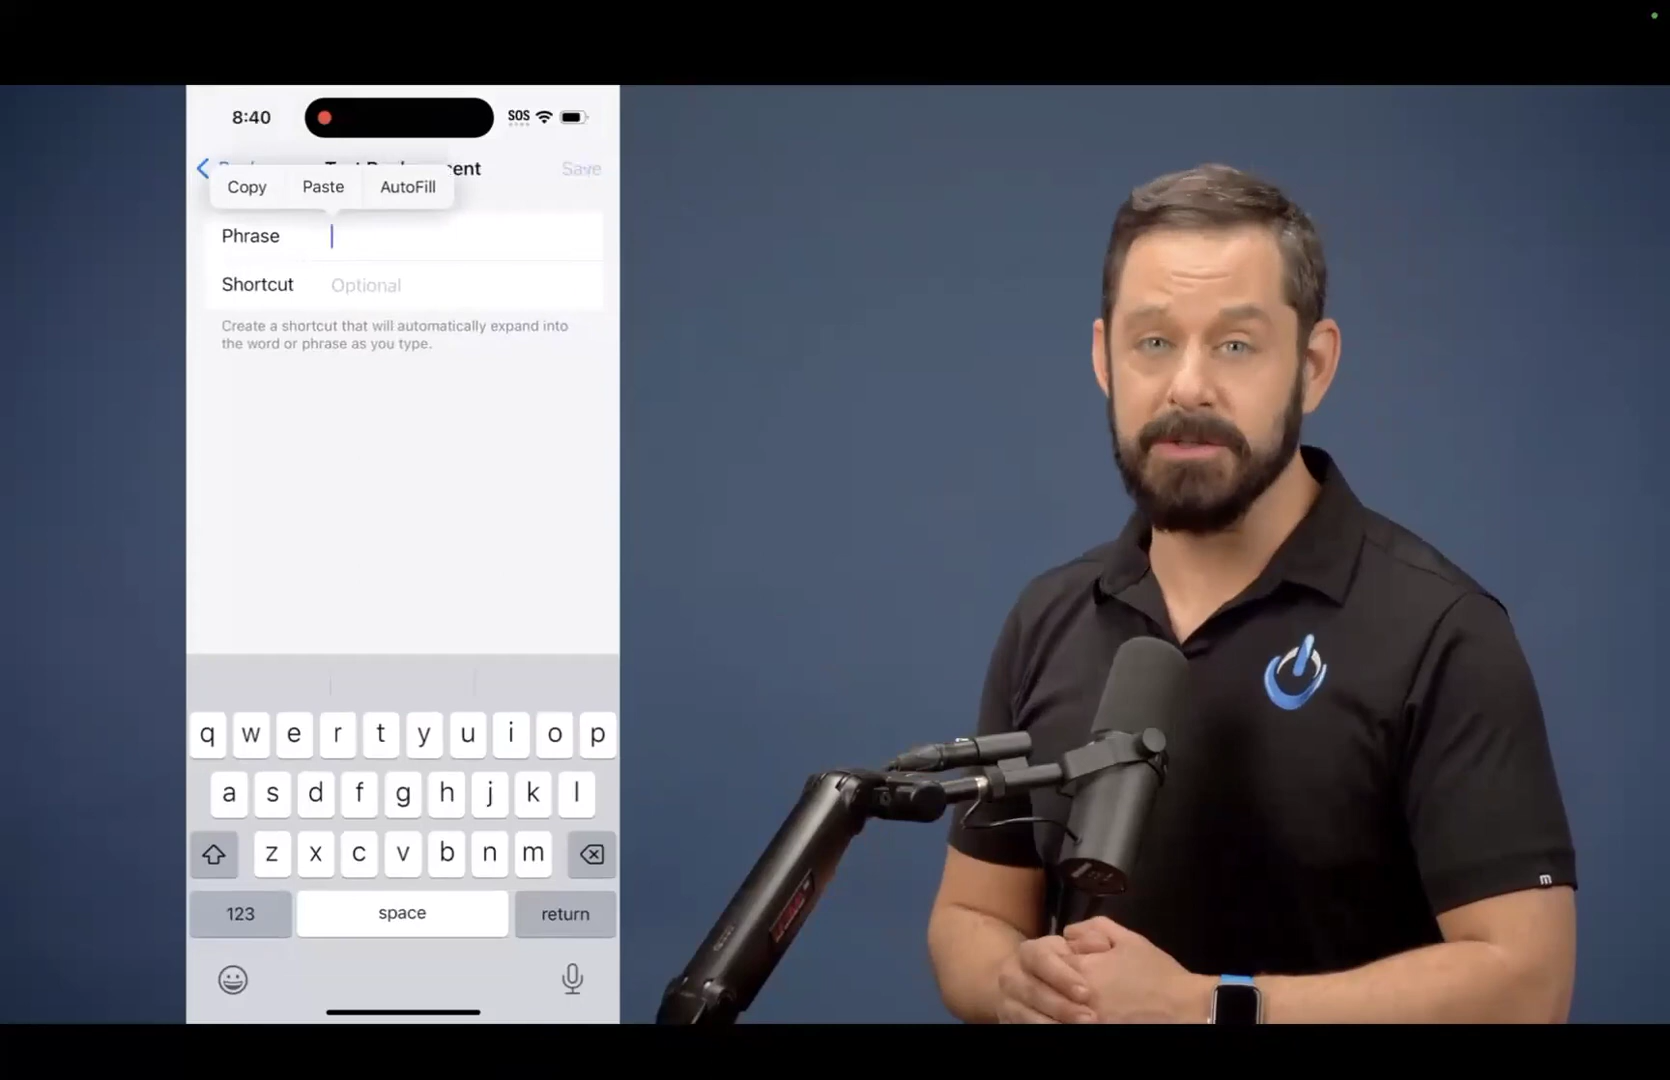 8:40
SOS
Save
Copy Paste AutoFill
Phrase
Shortcut Optional
Create a shortcut that will automatically expand into
the word or phrase as you type.
q w e r t y u i o p
a s d f g h j k l
z x c v b n m
123 space return
m